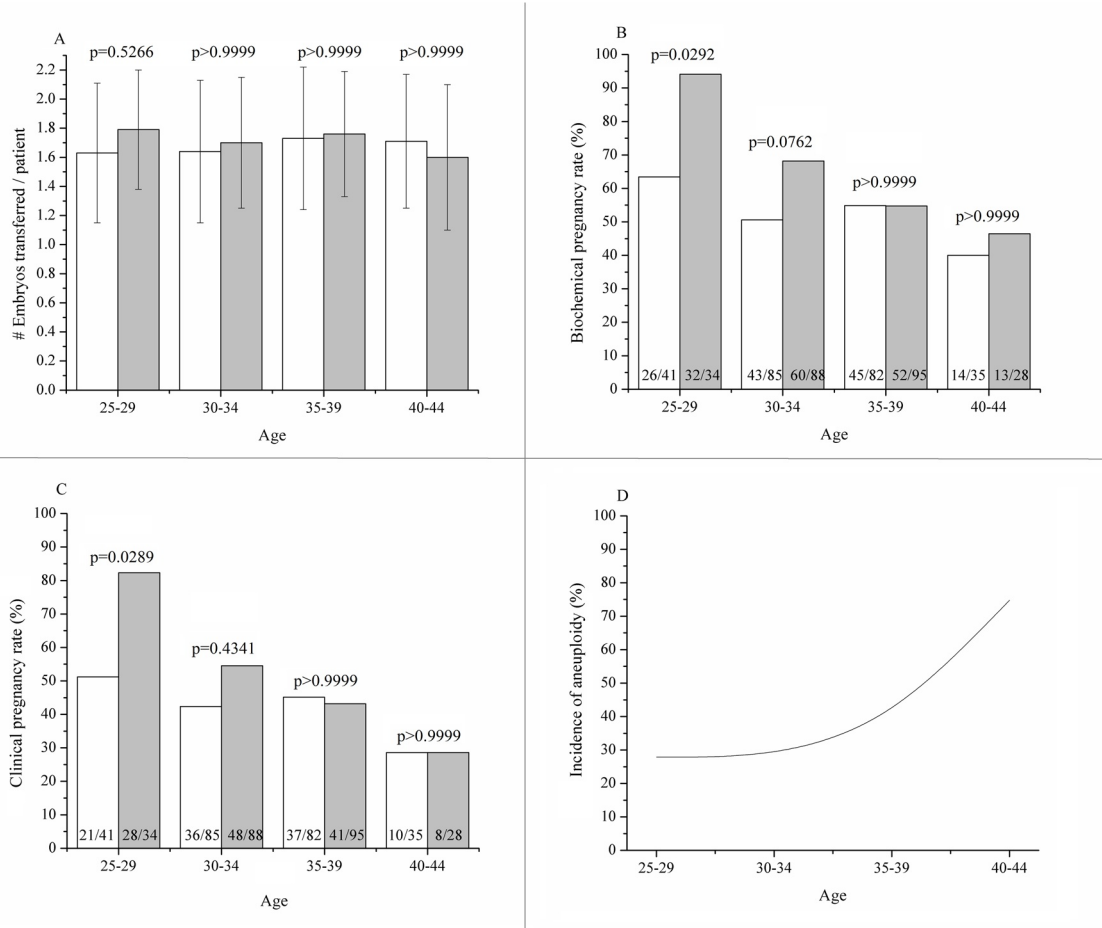 A
p=0.5266 p>0.9999 p>0.9999 p>0.9999
2.2
2.0
1.8
1.6
1.4
1.2
1.0
0.8
0.6
0.4
0.2
0.0
# Embryos transferred / patient
25-29 30-34 35-39 40-44
Age
B
p=0.0292
p=0.0762
p>0.9999
p>0.9999
100
90
80
70
60
50
40
30
20
10
0
Biochemical pregnancy rate (%)
26/41 32/34 43/85 60/88 45/82 52/95 14/35 13/28
25-29 30-34 35-39 40-44
Age
C
p=0.0289
p=0.4341
p>0.9999
p>0.9999
100
90
80
70
60
50
40
30
20
10
0
Clinical pregnancy rate (%)
21/41 28/34 36/85 48/88 37/82 41/95 10/35 8/28
25-29 30-34 35-39 40-44
Age
D
100
90
80
70
60
50
40
30
20
10
0
Incidence of aneuploidy (%)
25-29 30-34 35-39 40-44
Age